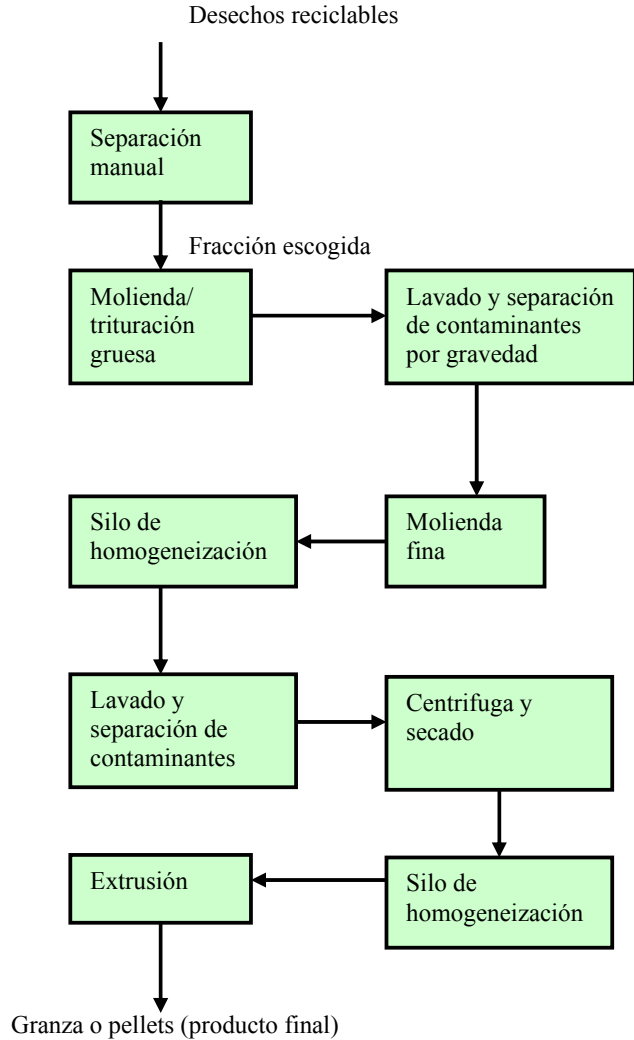 Desechos reciclables
Separación
manual
Fracción escogida
Molienda/
trituración
gruesa
Lavado y separación
de contaminantes
por gravedad
Molienda
fina
Silo de
homogeneización
Lavado y
separación de
contaminantes
Centrifuga y
secado
Silo de
homogeneización
Extrusión
Granza o pellets (producto final)